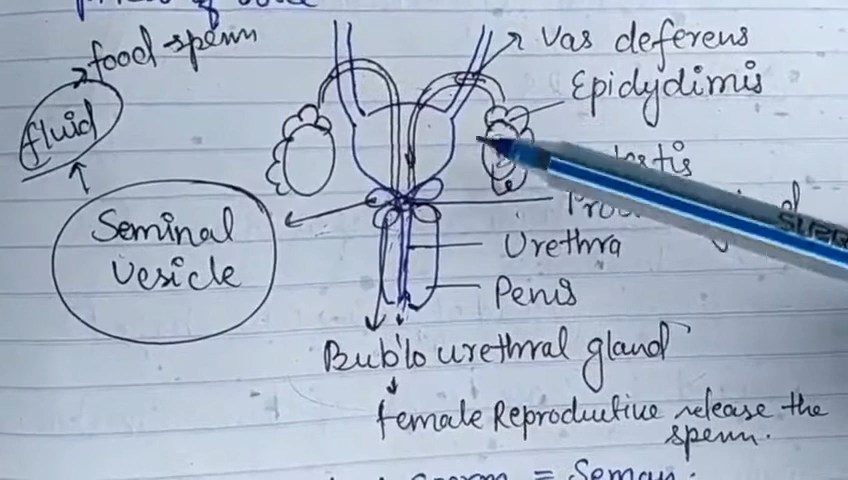 food sperm
fluid
Vas deferens
Epidydimis
Seminal
Vesicle
Urethra
Penis
Bub'lo urethral gland
female Reproductive release the
sperm.
= Seman.